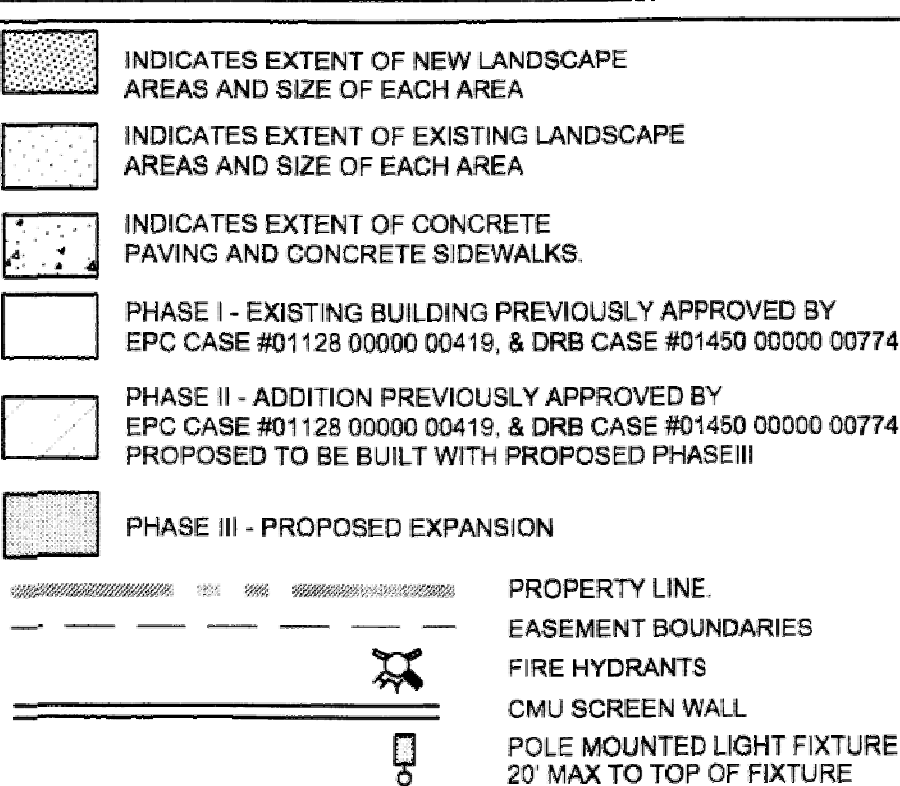 INDICATES EXTENT OF NEW LANDSCAPE
AREAS AND SIZE OF EACH AREA
INDICATES EXTENT OF EXISTING LANDSCAPE
AREAS AND SIZE OF EACH AREA
INDICATES EXTENT OF CONCRETE
PAVING AND CONCRETE SIDEWALKS.
PHASE I - EXISTING BUILDING PREVIOUSLY APPROVED BY
EPC CASE #01128 00000 00419, & DRB CASE #01450 00000 00774
PHASE II - ADDITION PREVIOUSLY APPROVED BY
EPC CASE #01128 00000 00419, & DRB CASE #01450 00000 00774
PROPOSED TO BE BUILT WITH PROPOSED PHASEIII
PHASE III - PROPOSED EXPANSION
PROPERTY LINE.
EASEMENT BOUNDARIES
FIRE HYDRANTS
CMU SCREEN WALL
POLE MOUNTED LIGHT FIXTURE
20' MAX TO TOP OF FIXTURE